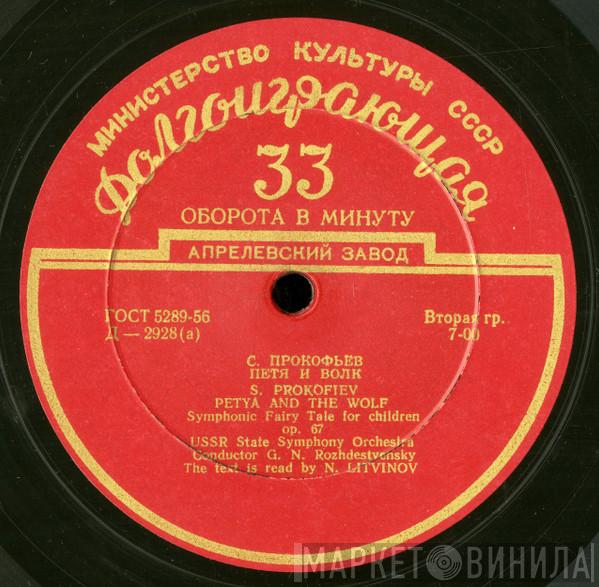 МИНИСТЕРСТВО КУЛЬТУРЫ СССР
Долгоиграющая
33
ОБОРОТА В МИНУТУ
АПРЕЛЕВСКИЙ ЗАВОД
ГОСТ 5289-56
Д — 2928(а)
Вторая гр.
7-00
С. ПРОКОФЬЕВ
ПЕТЯ И ВОЛК
S. PROKOFIEV
PETYA AND THE WOLF
Symphonic Fairy Tale for children
op. 67
USSR State Symphony Orchestra
Conductor G. N. Rozhdestvensky
The text is read by N. LITVINOV
МАРКЕТ ВИНИЛА